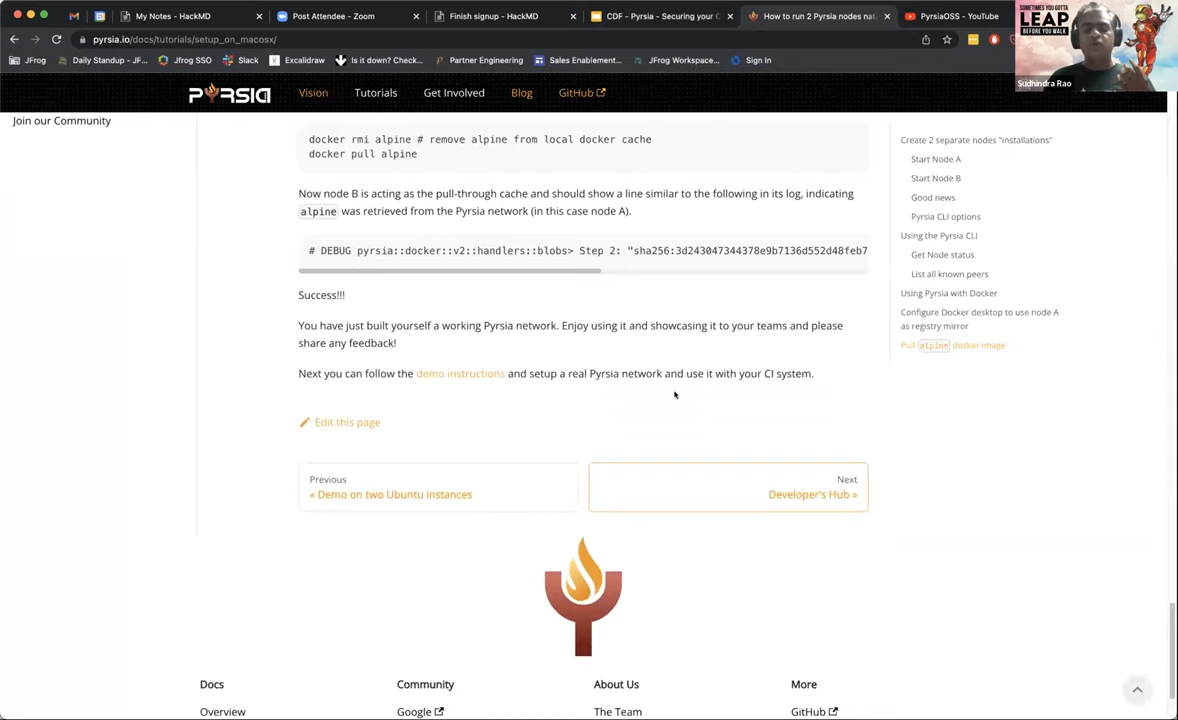 My Notes - HackMD
Post Attendee - Zoom
Finish signup - HackMD
CDF - Pyrsia - Securing your C
How to run 2 Pyrsia nodes nat
PyrsiaOSS - YouTube
pyrsia.io/docs/tutorials/setup_on_macosx/
JFrog
Daily Standup - JF...
Jfrog SSO
Slack
Excalidraw
Is it down? Check...
Partner Engineering
Sales Enablement...
JFrog Workspace...
Sign In
SOMETIMES YOU GOTTA
LEAP
BEFORE YOU WALK
Sudhindra Rao
PYRSIA
Vision
Tutorials
Get Involved
Blog
GitHub
Join our Community
docker rmi alpine # remove alpine from local docker cache
docker pull alpine
Now node B is acting as the pull-through cache and should show a line similar to the following in its log, indicating
alpine was retrieved from the Pyrsia network (in this case node A).
# DEBUG pyrsia::docker::v2::handlers::blobs> Step 2: "sha256:3d243047344378e9b7136d552d48feb7
Success!!!
You have just built yourself a working Pyrsia network. Enjoy using it and showcasing it to your teams and please
share any feedback!
Next you can follow the demo instructions and setup a real Pyrsia network and use it with your CI system.
Edit this page
Previous
« Demo on two Ubuntu instances
Next
Developer's Hub »
Create 2 separate nodes "installations"
Start Node A
Start Node B
Good news
Pyrsia CLI options
Using the Pyrsia CLI
Get Node status
List all known peers
Using Pyrsia with Docker
Configure Docker desktop to use node A
as registry mirror
Pull alpine docker image
Docs
Community
About Us
More
Overview
Google
The Team
GitHub